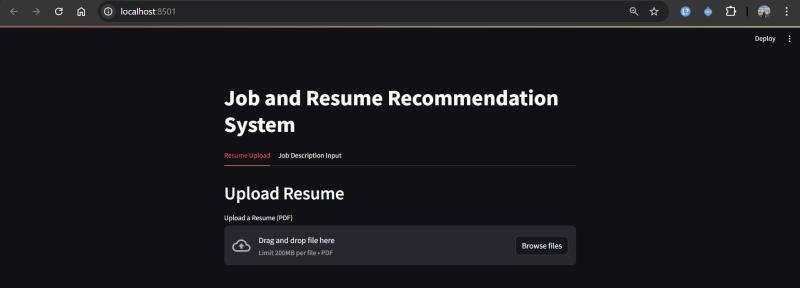 localhost:8501
Deploy
Job and Resume Recommendation
System
Resume Upload Job Description Input
Upload Resume
Upload a Resume (PDF)
Drag and drop file here
Limit 200MB per file • PDF
Browse files